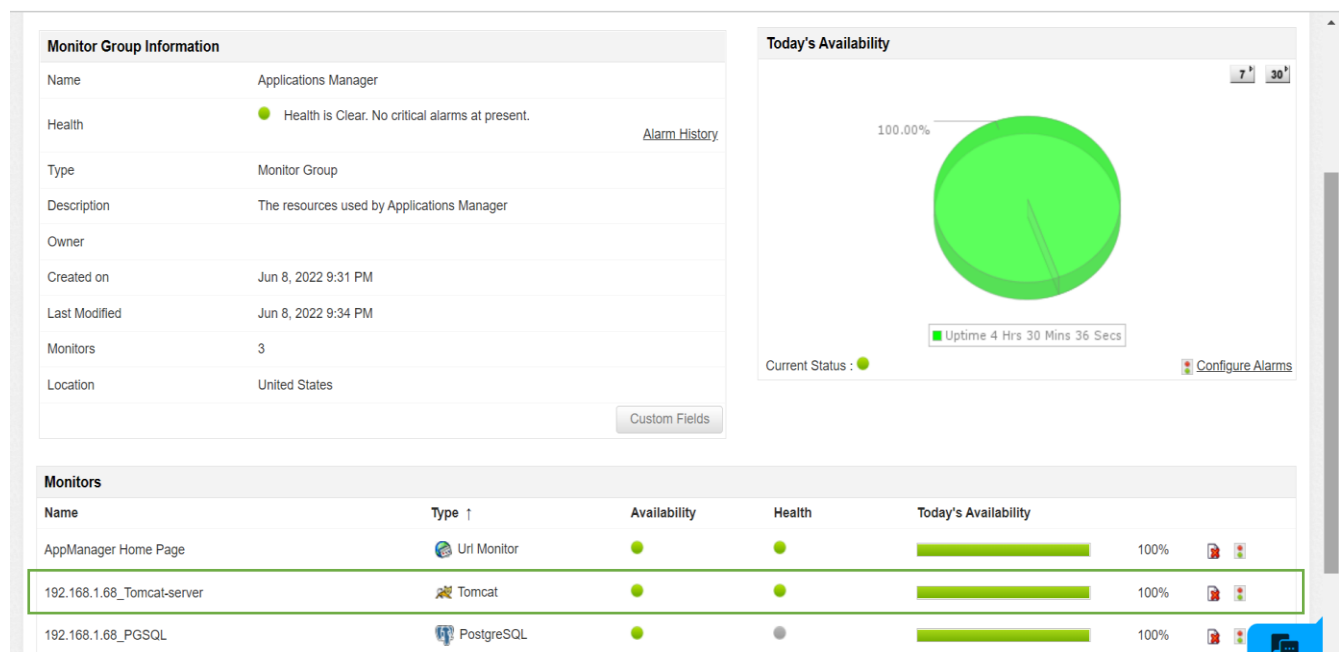 Monitor Group Information
Name Applications Manager
Health Health is Clear. No critical alarms at present.
Alarm History
Type Monitor Group
Description The resources used by Applications Manager
Owner
Created on Jun 8, 2022 9:31 PM
Last Modified Jun 8, 2022 9:34 PM
Monitors 3
Location United States
Custom Fields
Today's Availability
7 30
100.00%
Uptime 4 Hrs 30 Mins 36 Secs
Current Status : Configure Alarms
Monitors
Name Type ↑ Availability Health Today's Availability
AppManager Home Page Url Monitor 100%
192.168.1.68_Tomcat-server Tomcat 100%
192.168.1.68_PGSQL PostgreSQL 100%